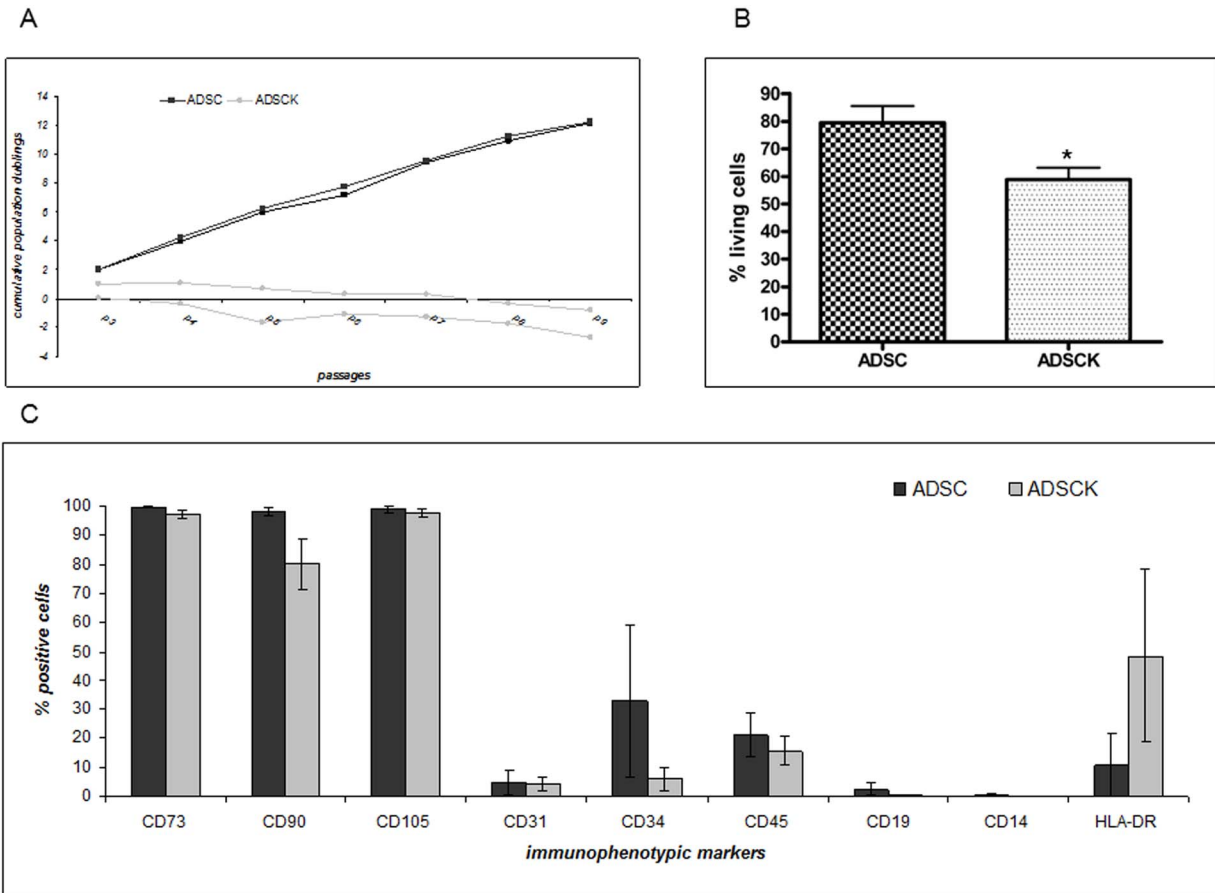 A
ADSC ADSCK
cumulative population dublings
14
12
10
8
6
4
2
0
-2
-4
p3 p4 p5 p6 p7 p8 p9
passages
B
% living cells
90
80
70
60
50
40
30
20
10
0
*
ADSC ADSCK
C
ADSC ADSCK
% positive cells
100
90
80
70
60
50
40
30
20
10
0
CD73 CD90 CD105 CD31 CD34 CD45 CD19 CD14 HLA-DR
immunophenotypic markers